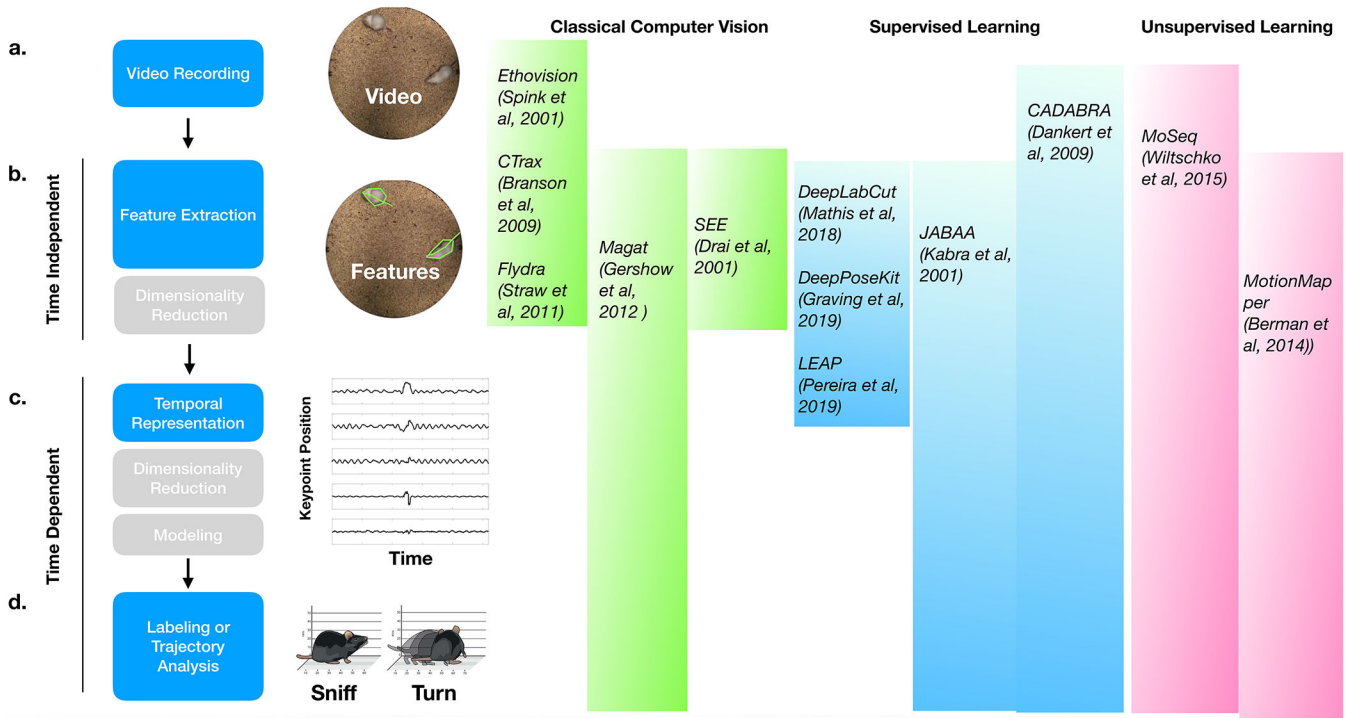 Classical Computer Vision
Supervised Learning
Unsupervised Learning
a.
Video Recording
Video
b.
Time Independent
Feature Extraction
Dimensionality
Reduction
Features
c.
Time Dependent
Temporal
Representation
Dimensionality
Reduction
Modeling
Keypoint Position
Time
d.
Labeling or
Trajectory
Analysis
Sniff
Turn
Ethovision
(Spink et
al, 2001)
CTrax
(Branson
et al,
2009)
Flydra
(Straw et
al, 2011)
Magat
(Gershow
et al,
2012 )
SEE
(Drai et al,
2001)
DeepLabCut
(Mathis et al,
2018)
DeepPoseKit
(Graving et al,
2019)
LEAP
(Pereira et al,
2019)
JABAA
(Kabra et al,
2001)
CADABRA
(Dankert et
al, 2009)
MoSeq
(Wiltschko
et al, 2015)
MotionMap
per
(Berman et
al, 2014))